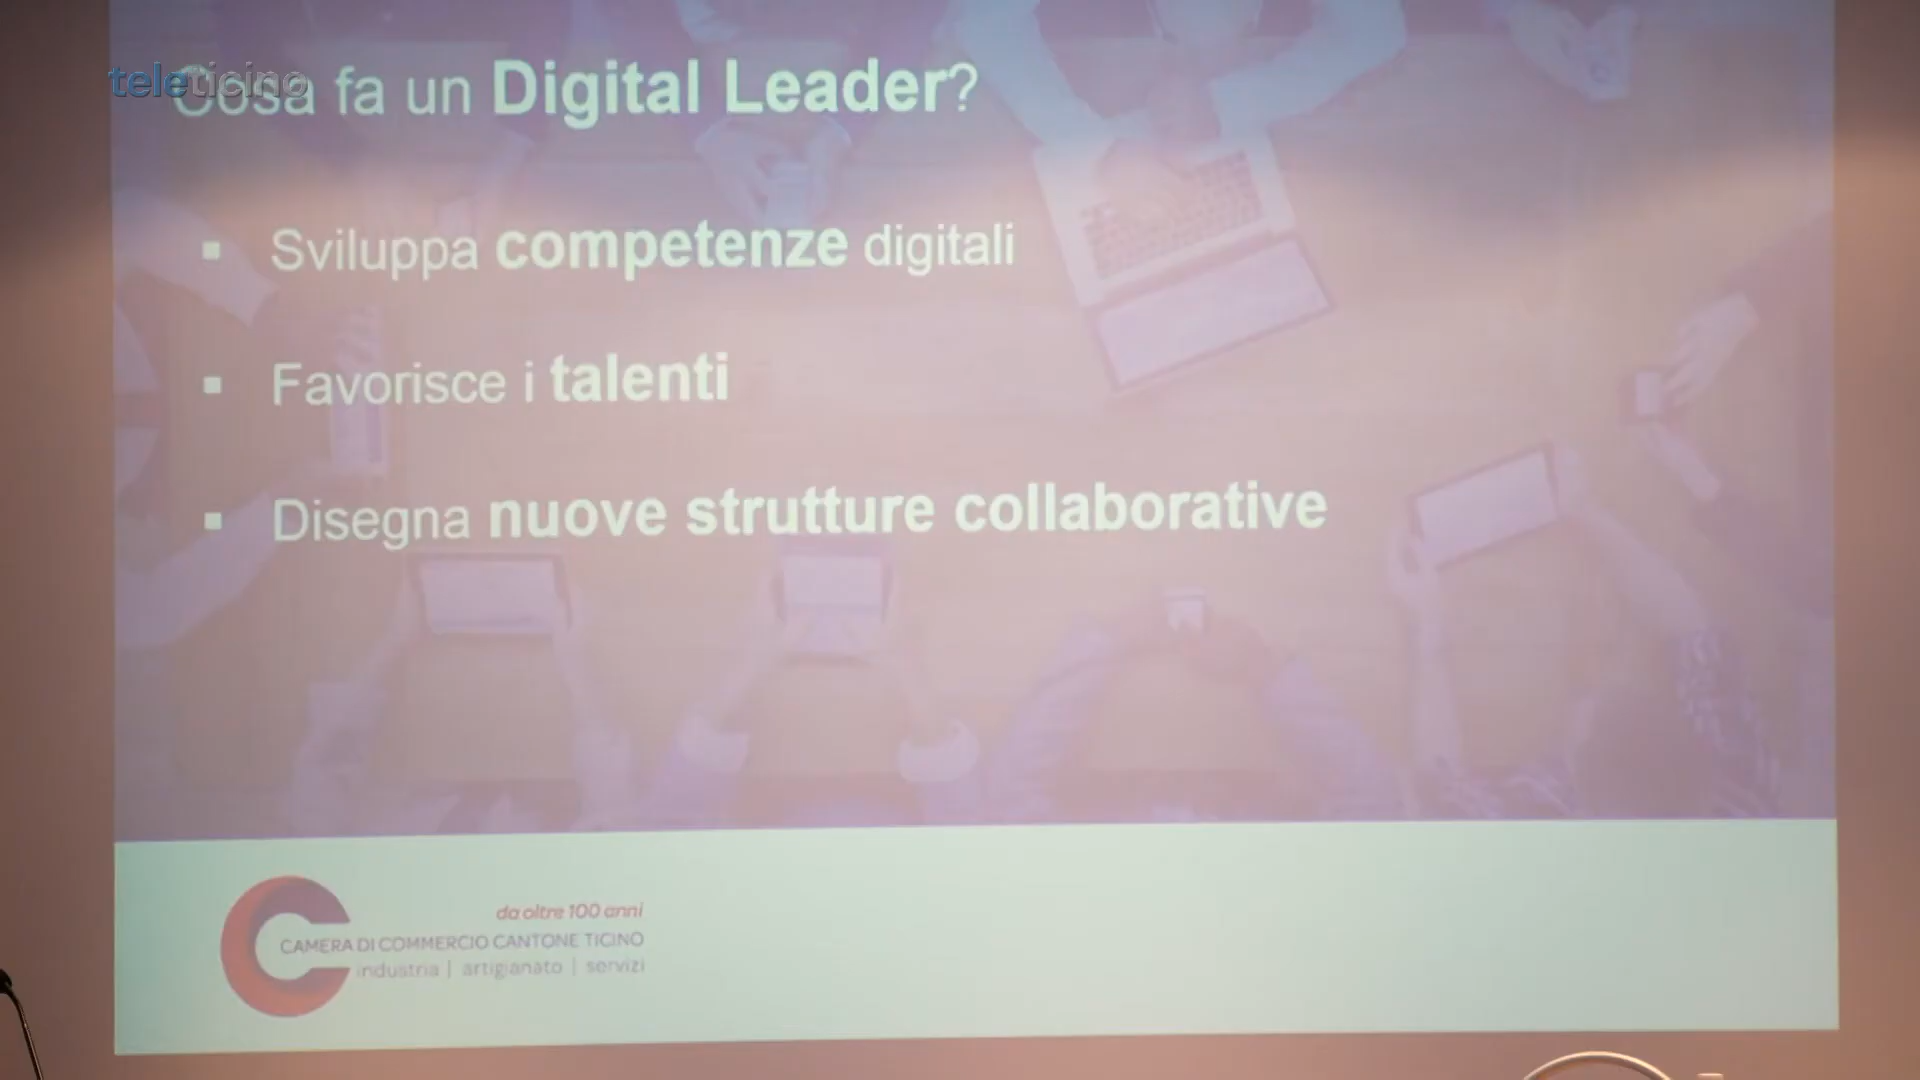 teleticino
Cosa fa un Digital Leader?
▪ Sviluppa competenze digitali
▪ Favorisce i talenti
▪ Disegna nuove strutture collaborative
da oltre 100 anni
CAMERA DI COMMERCIO CANTONE TICINO
industria | artigianato | servizi